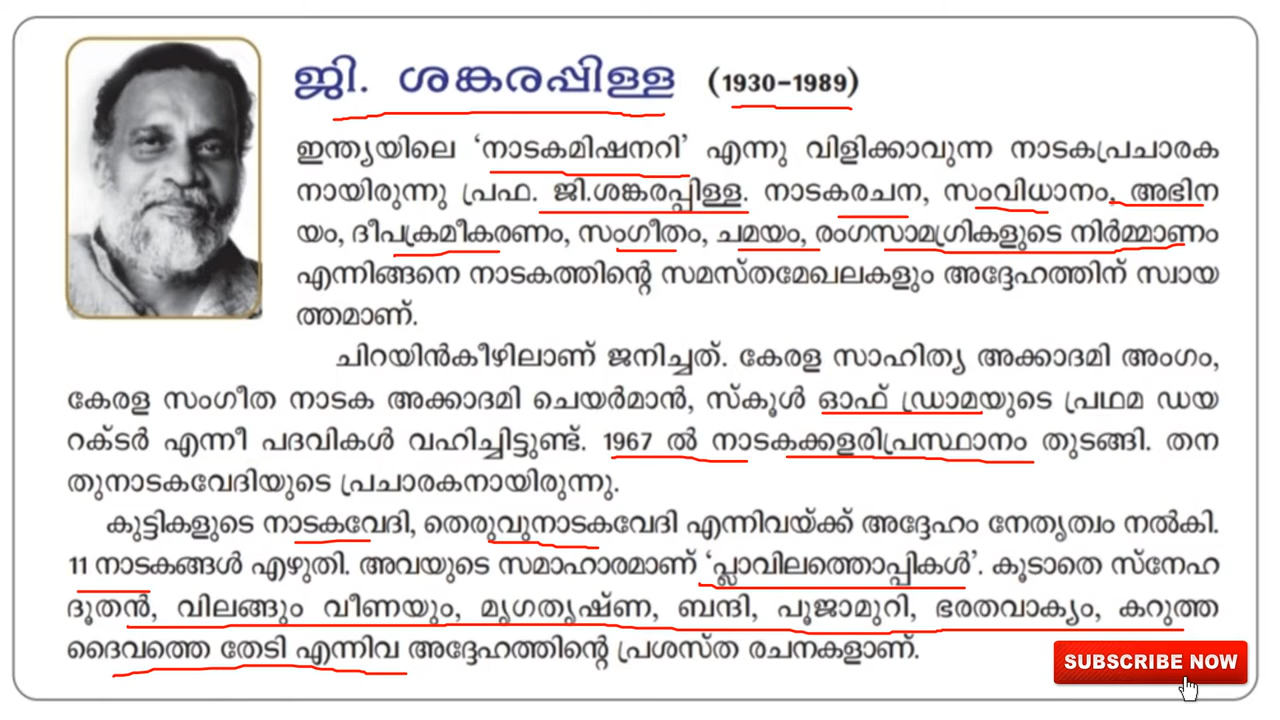 ജി. ശങ്കരപ്പിള്ള (1930-1989)
ഇന്ത്യയിലെ ‘നാടകമിഷനറി’ എന്നു വിളിക്കാവുന്ന നാടകപ്രചാരക
നായിരുന്നു പ്രഫ. ജി.ശങ്കരപ്പിള്ള. നാടകരചന, സംവിധാനം, അഭിന
യം, ദീപക്രമീകരണം, സംഗീതം, ചമയം, രംഗസാമഗ്രികളുടെ നിർമ്മാണം
എന്നിങ്ങനെ നാടകത്തിന്റെ സമസ്തമേഖലകളും അദ്ദേഹത്തിന് സ്വായ
ത്തമാണ്.
ചിറയിൻകീഴിലാണ് ജനിച്ചത്. കേരള സാഹിത്യ അക്കാദമി അംഗം,
കേരള സംഗീത നാടക അക്കാദമി ചെയർമാൻ, സ്കൂൾ ഓഫ് ഡ്രാമയുടെ പ്രഥമ ഡയ
റക്ടർ എന്നീ പദവികൾ വഹിച്ചിട്ടുണ്ട്. 1967 ൽ നാടകക്കളരിപ്രസ്ഥാനം തുടങ്ങി. തന
തുനാടകവേദിയുടെ പ്രചാരകനായിരുന്നു.
കുട്ടികളുടെ നാടകവേദി, തെരുവുനാടകവേദി എന്നിവയ്ക്ക് അദ്ദേഹം നേതൃത്വം നൽകി.
11 നാടകങ്ങൾ എഴുതി. അവയുടെ സമാഹാരമാണ് ‘പ്ലാവിലത്തൊപ്പികൾ’. കൂടാതെ സ്നേഹ
ദൂതൻ, വിലങ്ങും വീണയും, മൃഗതൃഷ്ണ, ബന്ദി, പൂജാമുറി, ഭരതവാക്യം, കറുത്ത
ദൈവത്തെ തേടി എന്നിവ അദ്ദേഹത്തിന്റെ പ്രശസ്ത രചനകളാണ്.
SUBSCRIBE NOW